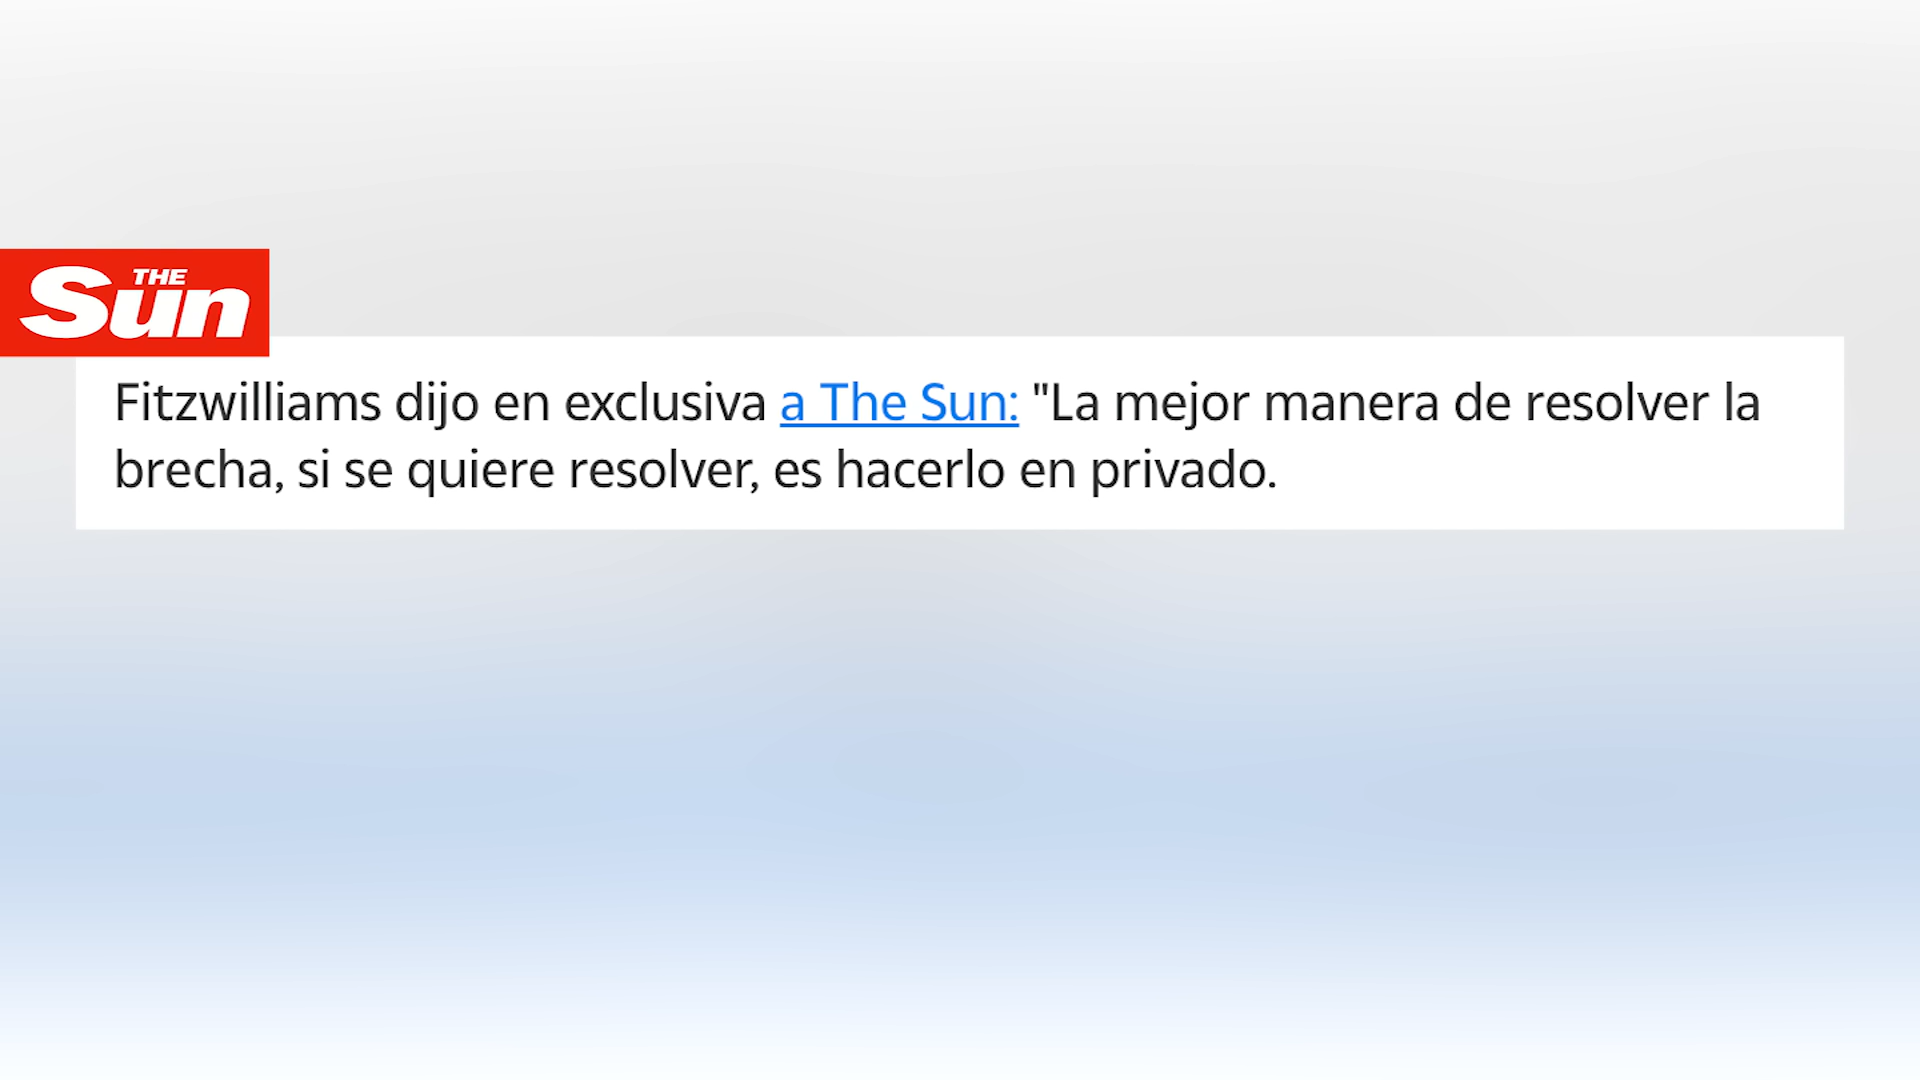 THE
Sun
Fitzwilliams dijo en exclusiva a The Sun: "La mejor manera de resolver la
brecha, si se quiere resolver, es hacerlo en privado.